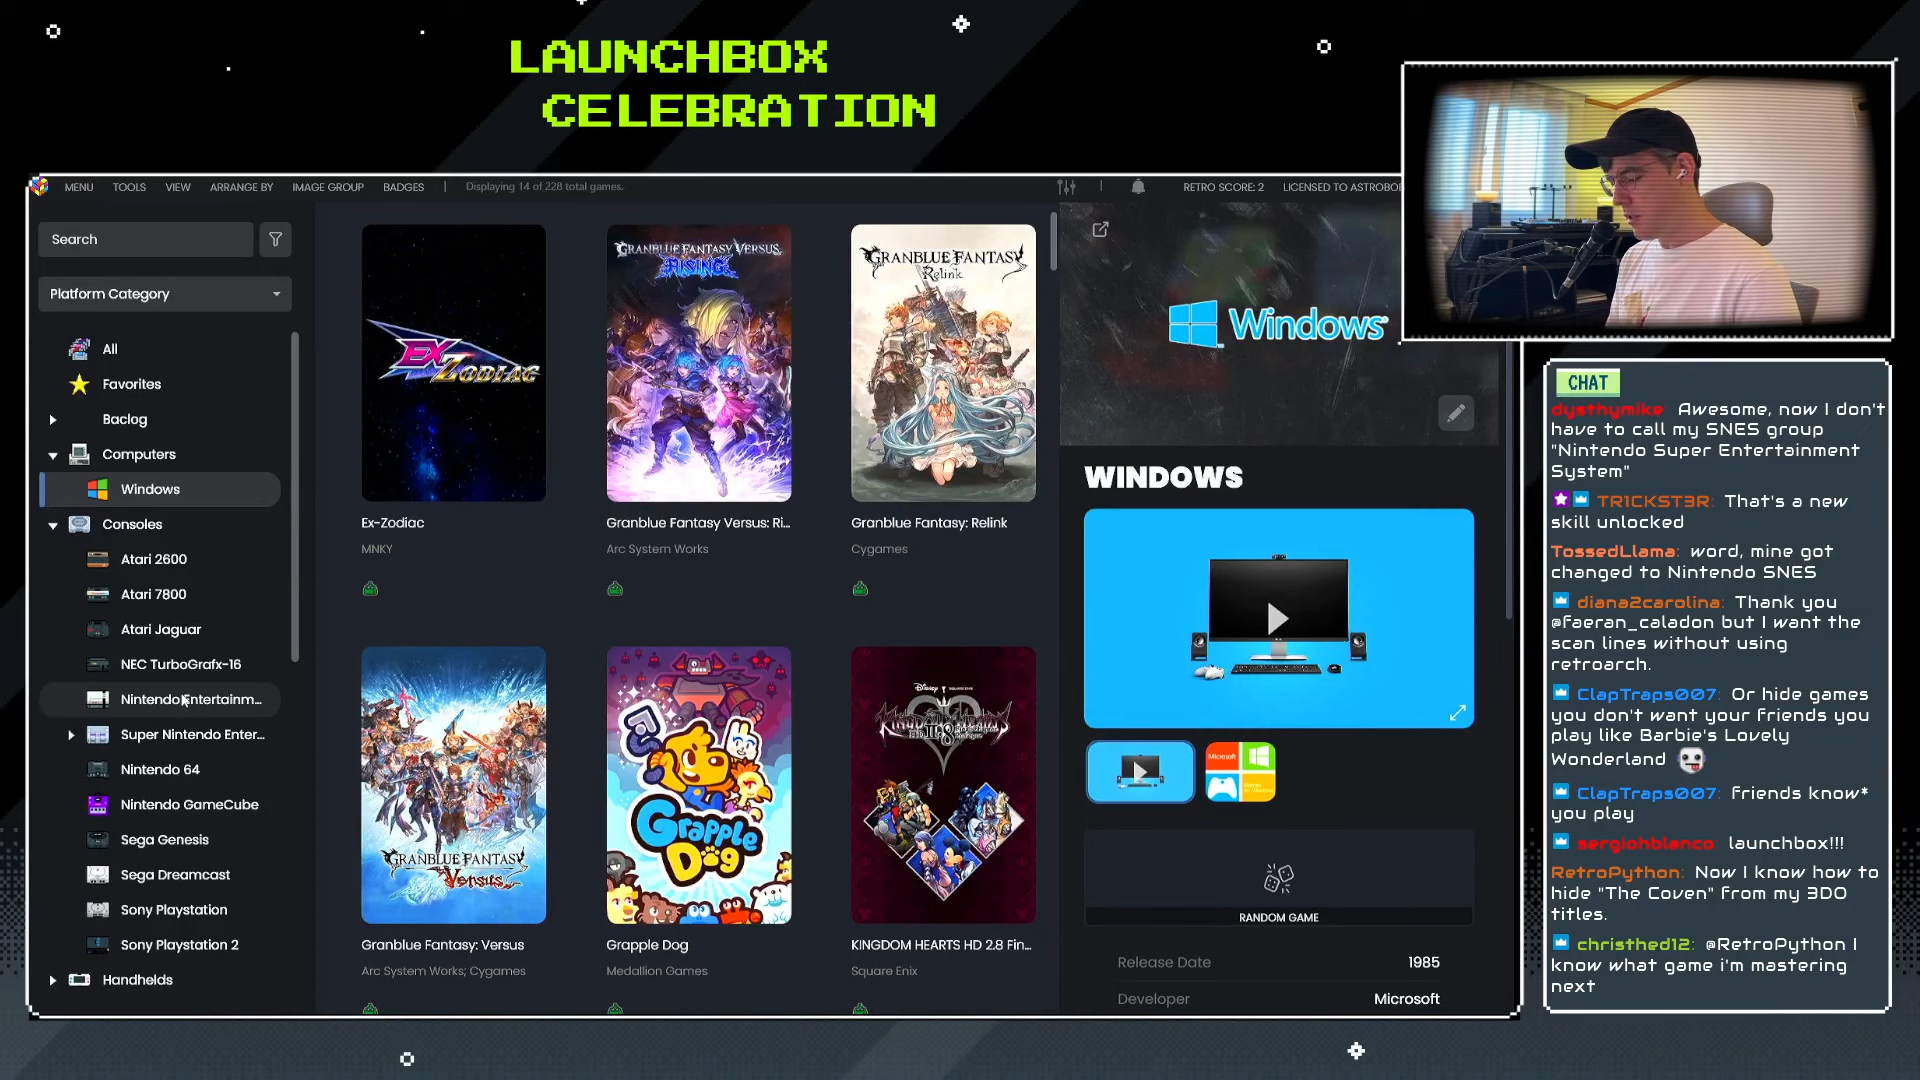 LAUNCHBOX
CELEBRATION
MENU TOOLS VIEW ARRANGE BY IMAGE GROUP BADGES | Displaying 14 of 228 total games.
RETRO SCORE: 2 LICENSED TO ASTROBO
Search
Platform Category
All
Favorites
Baclog
Computers
Windows
Consoles
Atari 2600
Atari 7800
Atari Jaguar
NEC TurboGrafx-16
Nintendo Entertainm...
Super Nintendo Enter...
Nintendo 64
Nintendo GameCube
Sega Genesis
Sega Dreamcast
Sony Playstation
Sony Playstation 2
Handhelds
EX
ZODIAC
Ex-Zodiac
MNKY
GRANBLUE FANTASY VERSUS
RISING
Granblue Fantasy Versus: Ri...
Arc System Works
GRANBLUE FANTASY
Relink
Granblue Fantasy: Relink
Cygames
GRANBLUE FANTASY
VERSUS
Granblue Fantasy: Versus
Arc System Works; Cygames
Grapple
DOG
Grapple Dog
Medallion Games
Disney
KINGDOM HEARTS
KINGDOM HEARTS HD 2.8 Fin...
Square Enix
Windows
WINDOWS
Microsoft
RANDOM GAME
Release Date 1985
Developer Microsoft
CHAT
dysthymike: Awesome, now I don't
have to call my SNES group
"Nintendo Super Entertainment
System"
TR1CKST3R: That's a new
skill unlocked
TossedLlama: word, mine got
changed to Nintendo SNES
diana2carolina: Thank you
@faeran_caladon but I want the
scan lines without using
retroarch.
ClapTraps007: Or hide games
you don't want your friends you
play like Barbie's Lovely
Wonderland
ClapTraps007: friends know*
you play
sergiohblanco: launchbox!!!
RetroPython: Now I know how to
hide "The Coven" from my 3DO
titles.
christhed12: @RetroPython I
know what game i'm mastering
next